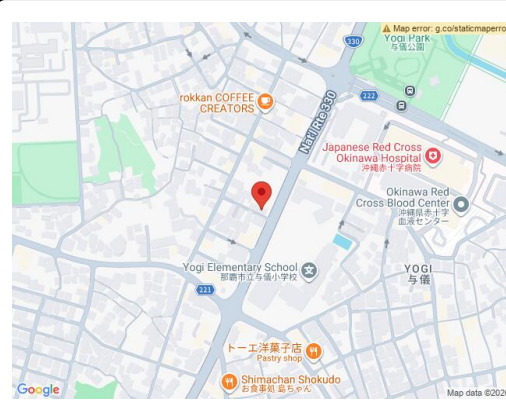 Map error: g.co/staticmaperro
Yogi Park
与儀公園
330
222
rokkan COFFEE
CREATORS
Nat'l Rte 330
Japanese Red Cross
Okinawa Hospital
沖縄赤十字病院
Okinawa Red
Cross Blood Center
沖縄県赤十字
血液センター
Yogi Elementary School
那覇市立与儀小学校
YOGI
与儀
221
トーエ洋菓子店
Pastry shop
Shimachan Shokudo
お食事処 島ちゃん
Google
Map data ©2026